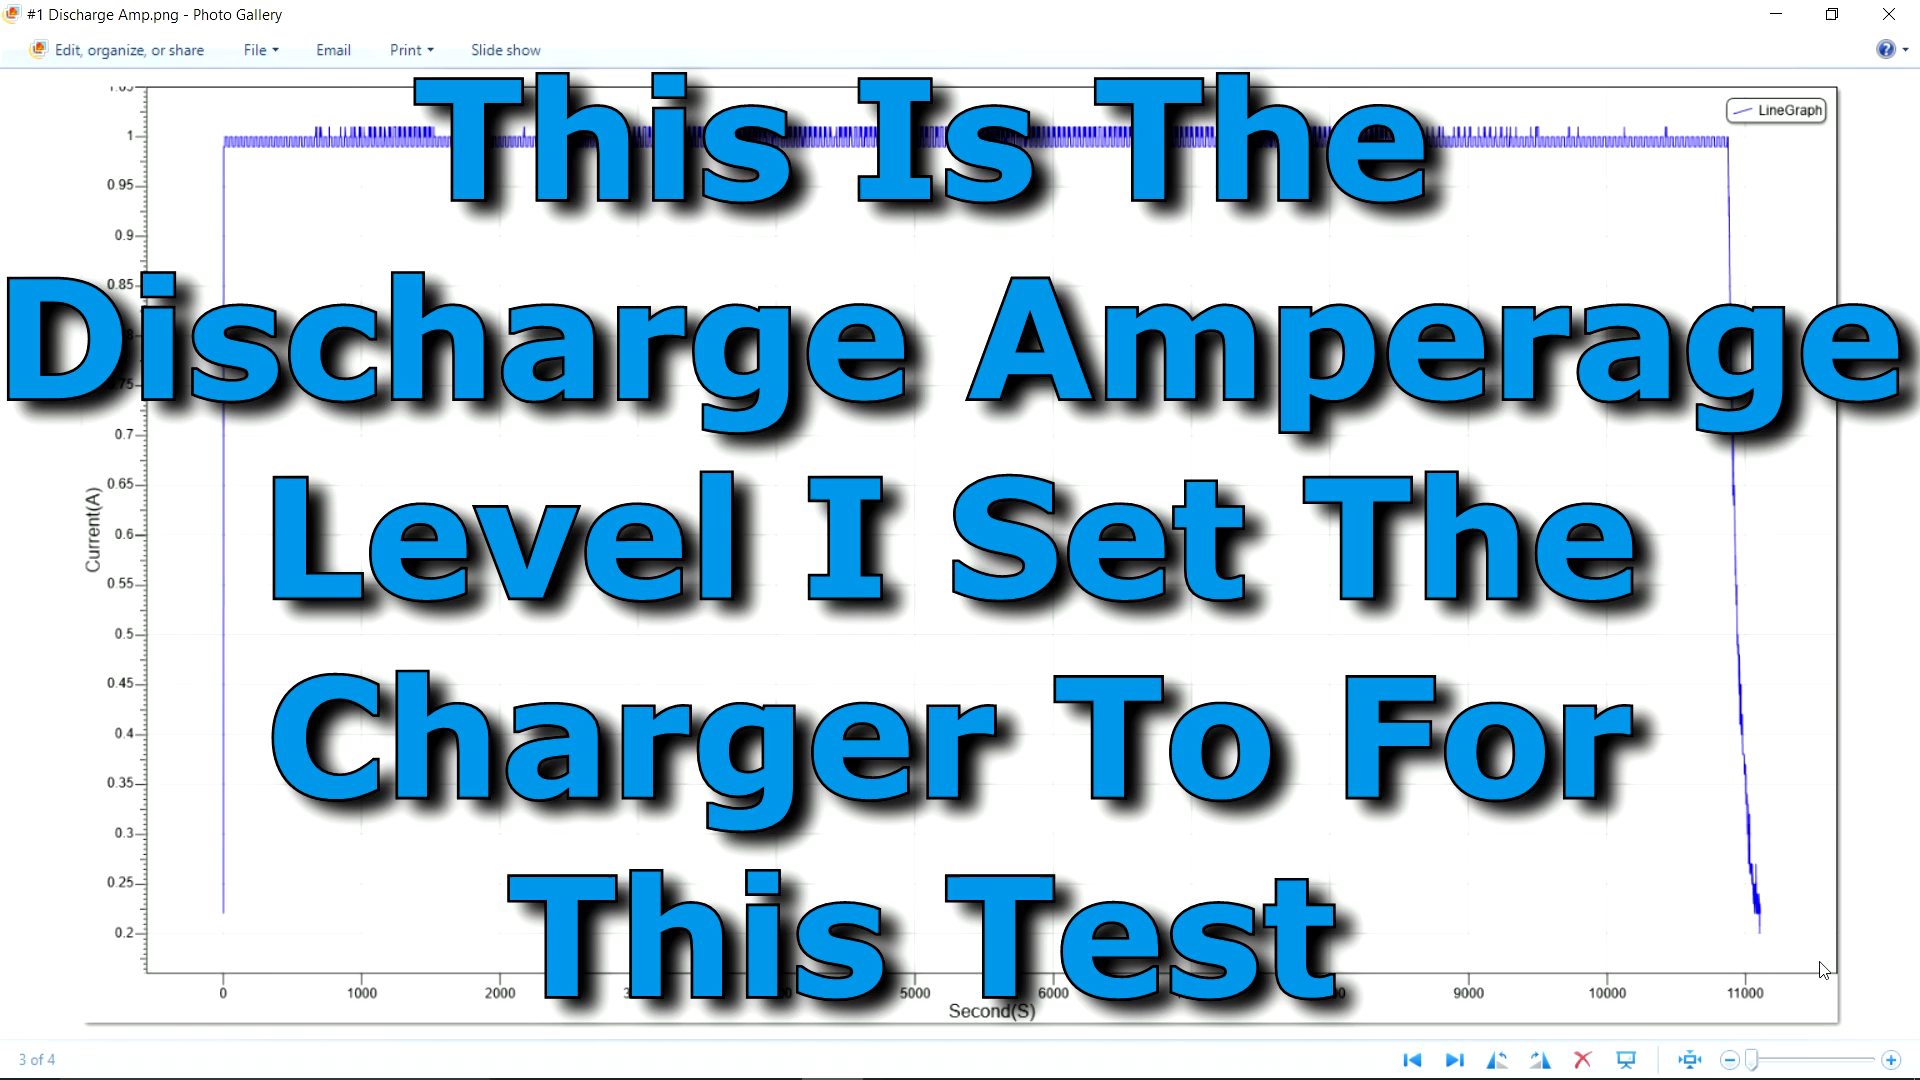 #1 Discharge Amp.png - Photo Gallery
Edit, organize, or share File Email Print Slide show
This Is The
Discharge Amperage
Level I Set The
Charger To For
This Test
LineGraph
1
0.95
0.9
0.85
0.7
0.65
0.6
0.55
0.5
0.45
0.4
0.35
0.3
0.25
0.2
Current(A)
0 1000 2000 5000 6000 9000 10000 11000
Second(S)
3 of 4